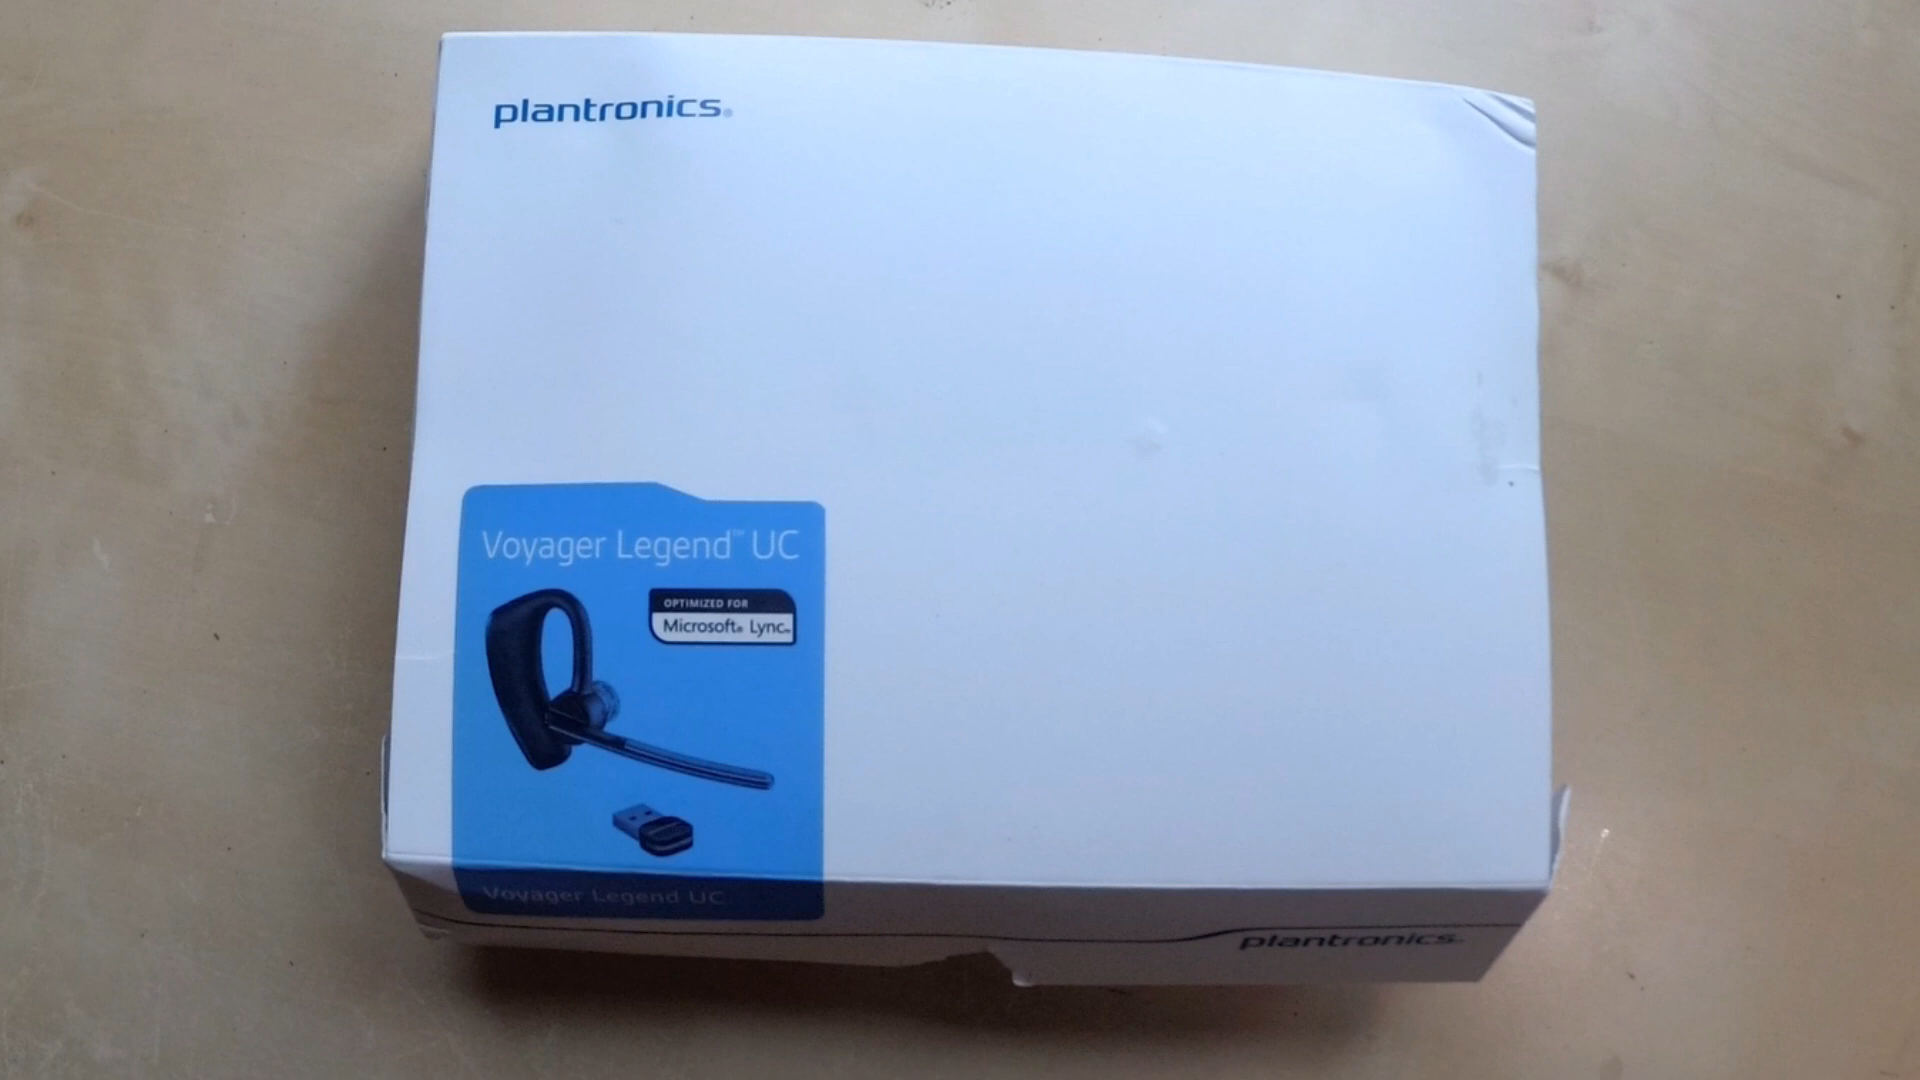 plantronics®
Voyager Legend™ UC
OPTIMIZED FOR
Microsoft® Lync™
Voyager Legend UC
plantronics®